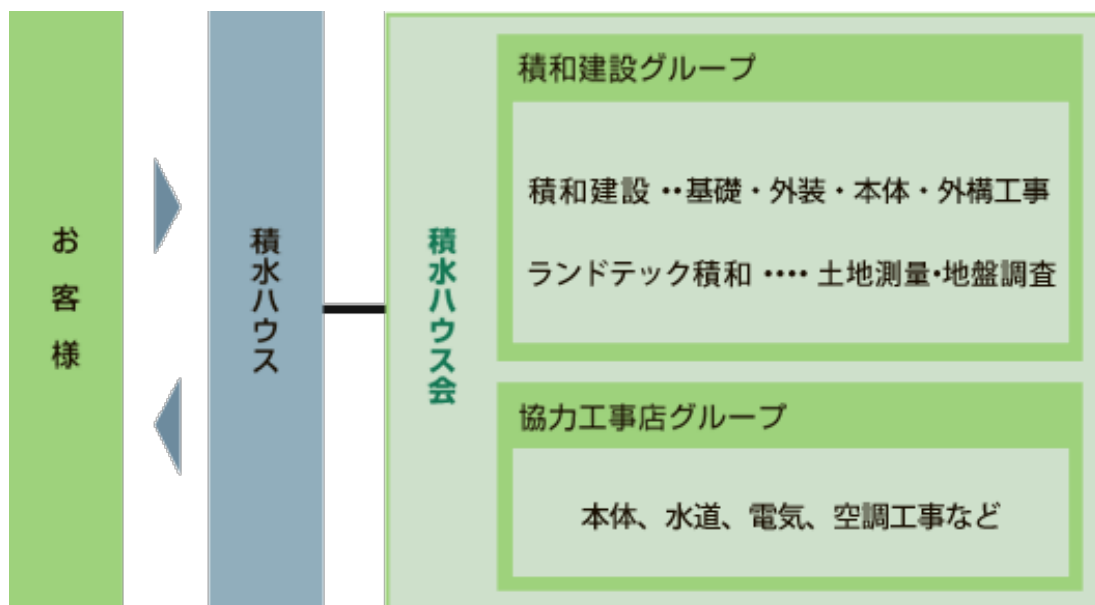 お客様
積水ハウス
積水ハウス会
積和建設グループ
積和建設 ‥基礎・外装・本体・外構工事
ランドテック積和 ‥‥ 土地測量・地盤調査
協力工事店グループ
本体、水道、電気、空調工事など